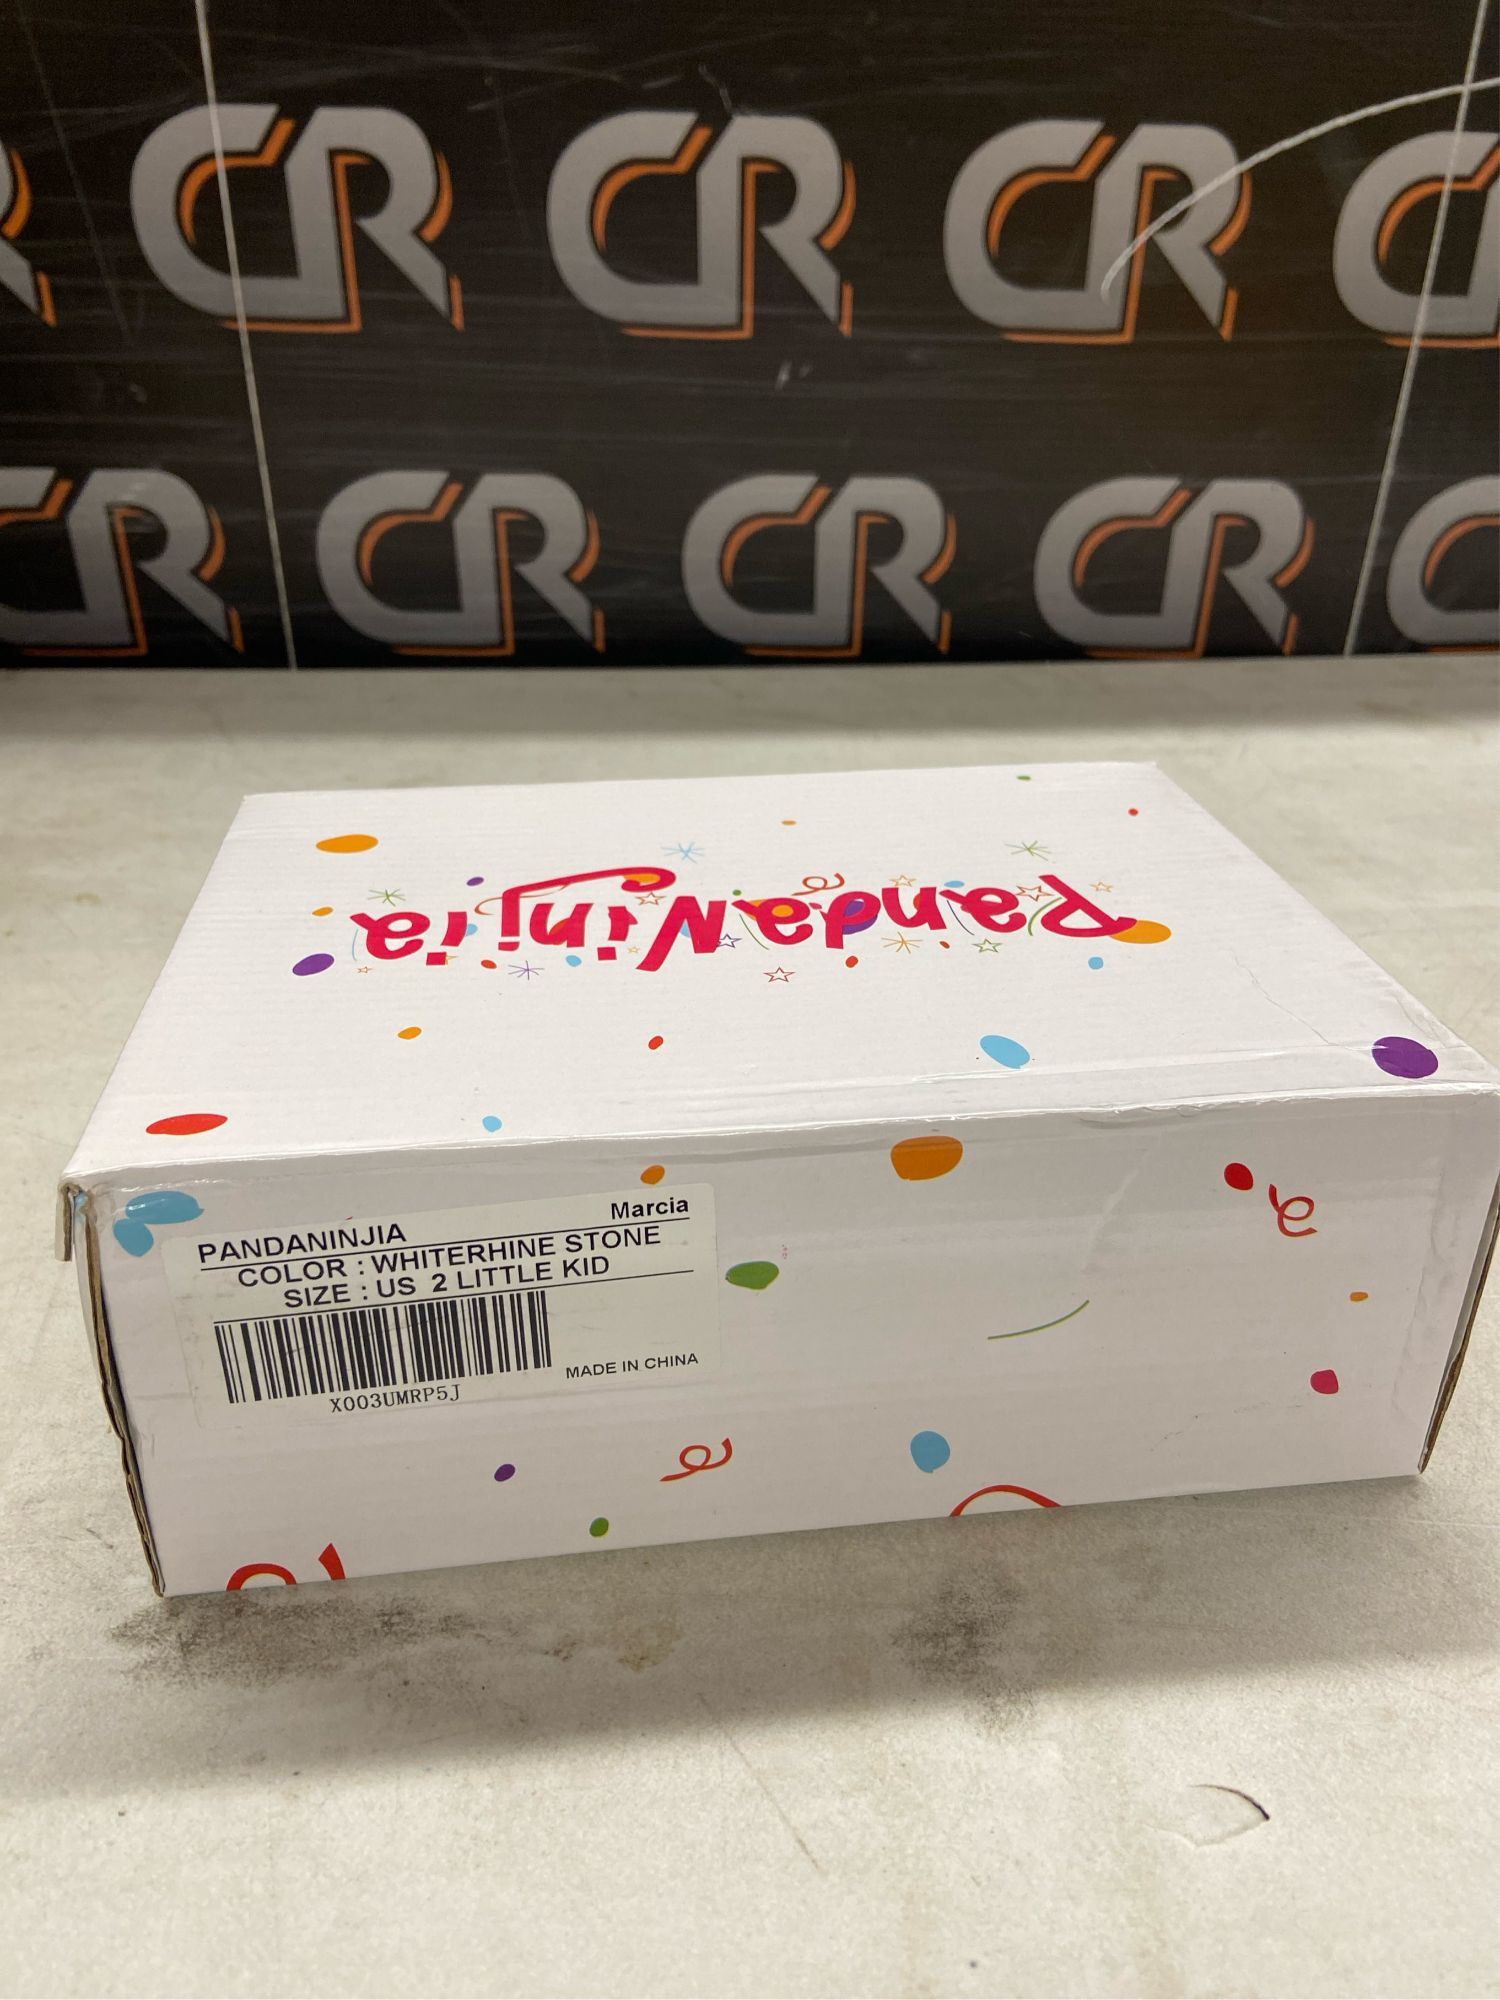 CR CR CR
CR CR CR CR
PandaNinjia
PANDANINJIA Marcia
COLOR : WHITERHINE STONE
SIZE : US 2 LITTLE KID
MADE IN CHINA
X003UMRP5J